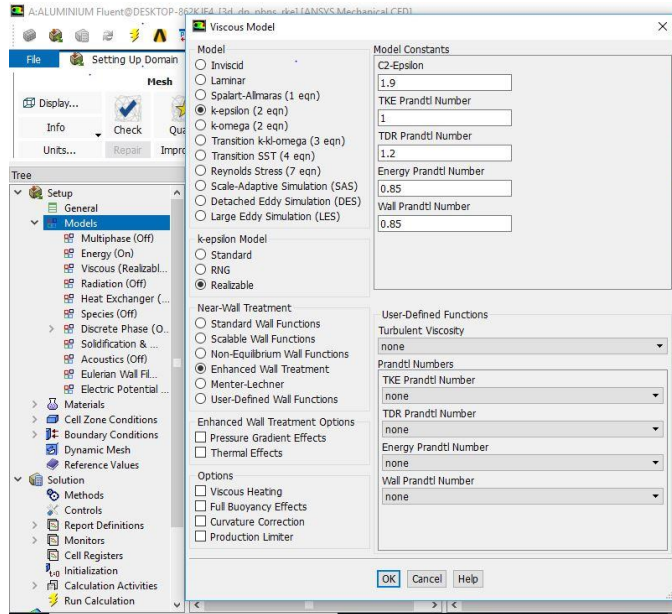 A:ALUMINIUM Fluent@DESKTOP-862KJF4 [3d, dp, pbns, rke] [ANSYS Mechanical CFD]
File
Setting Up Domain
Mesh
Display...
Info
Units...
Check
Repair
Qua
Impro
Tree
Setup
General
Models
Multiphase (Off)
Energy (On)
Viscous (Realizabl...
Radiation (Off)
Heat Exchanger (...
Species (Off)
Discrete Phase (O...
Solidification & ...
Acoustics (Off)
Eulerian Wall Fil...
Electric Potential ...
Materials
Cell Zone Conditions
Boundary Conditions
Dynamic Mesh
Reference Values
Solution
Methods
Controls
Report Definitions
Monitors
Cell Registers
Initialization
Calculation Activities
Run Calculation
Viscous Model
Model
Inviscid
Laminar
Spalart-Allmaras (1 eqn)
k-epsilon (2 eqn)
k-omega (2 eqn)
Transition k-kl-omega (3 eqn)
Transition SST (4 eqn)
Reynolds Stress (7 eqn)
Scale-Adaptive Simulation (SAS)
Detached Eddy Simulation (DES)
Large Eddy Simulation (LES)
k-epsilon Model
Standard
RNG
Realizable
Near-Wall Treatment
Standard Wall Functions
Scalable Wall Functions
Non-Equilibrium Wall Functions
Enhanced Wall Treatment
Menter-Lechner
User-Defined Wall Functions
Enhanced Wall Treatment Options
Pressure Gradient Effects
Thermal Effects
Options
Viscous Heating
Full Buoyancy Effects
Curvature Correction
Production Limiter
Model Constants
C2-Epsilon
1.9
TKE Prandtl Number
1
TDR Prandtl Number
1.2
Energy Prandtl Number
0.85
Wall Prandtl Number
0.85
User-Defined Functions
Turbulent Viscosity
none
Prandtl Numbers
TKE Prandtl Number
none
TDR Prandtl Number
none
Energy Prandtl Number
none
Wall Prandtl Number
none
OK
Cancel
Help